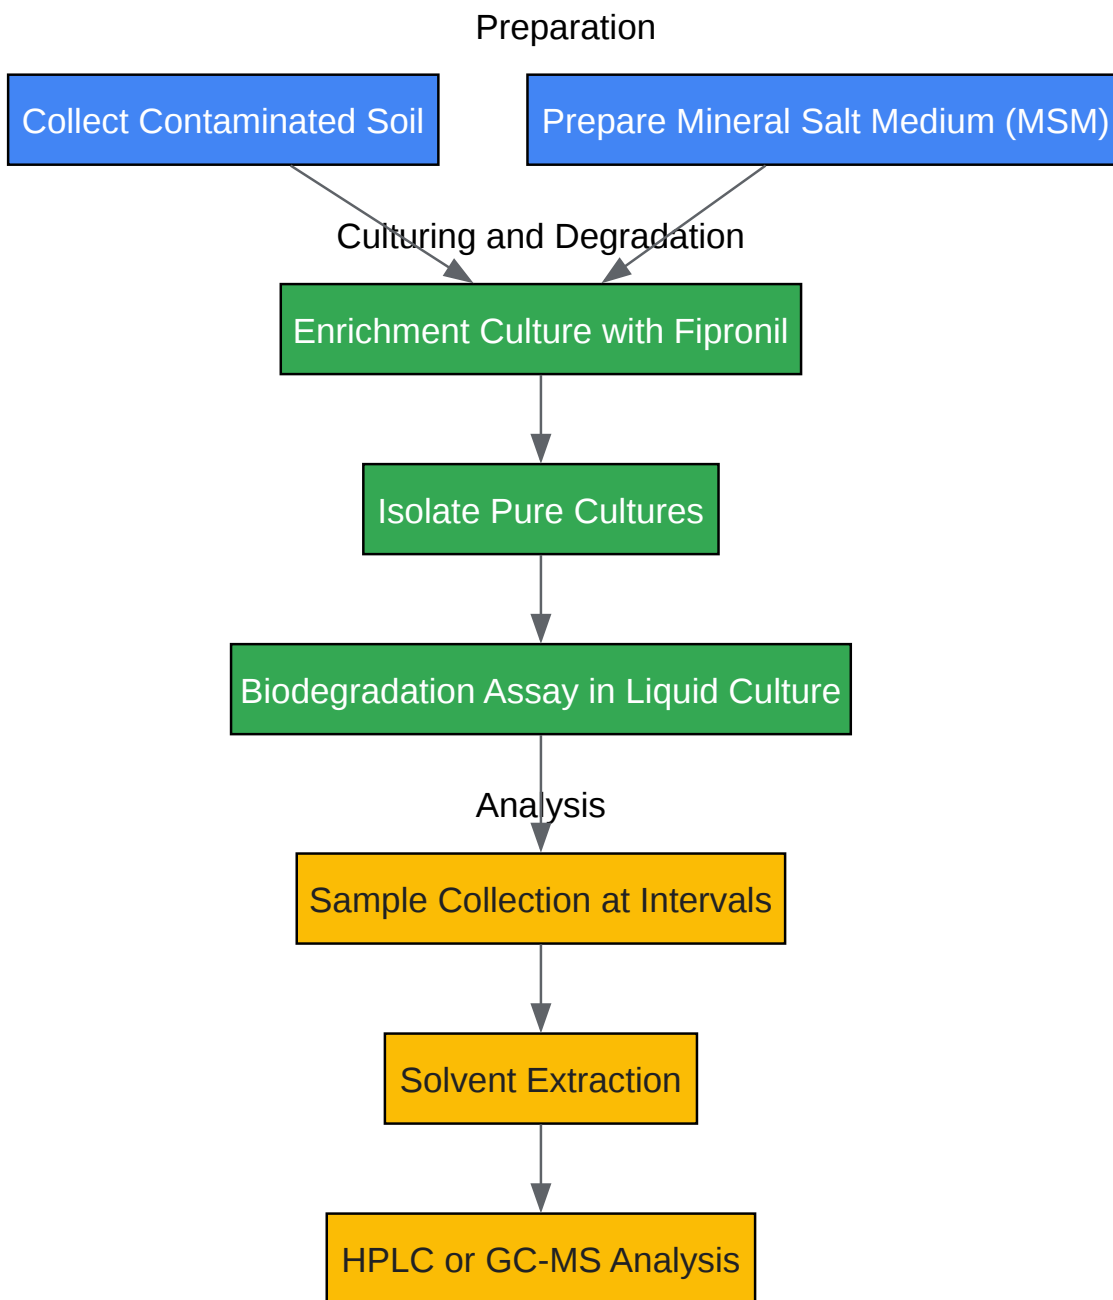 Preparation
Collect Contaminated Soil
Prepare Mineral Salt Medium (MSM)
Culturing and Degradation
Enrichment Culture with Fipronil
Isolate Pure Cultures
Biodegradation Assay in Liquid Culture
Analysis
Sample Collection at Intervals
Solvent Extraction
HPLC or GC-MS Analysis